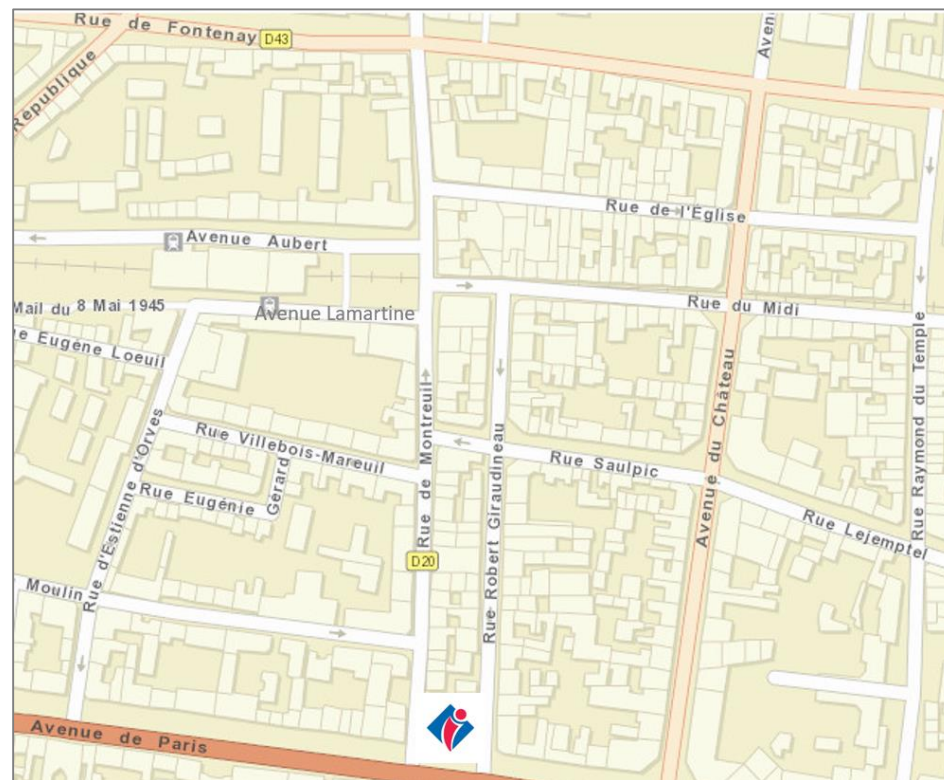 Rue de Fontenay
D43
Aven
République
Rue de l'Église
Avenue Aubert
Mail du 8 Mai 1945
Avenue Lamartine
Rue du Midi
ue Eugène Loeuil
Rue Raymond du Temple
Avenue du Château
Rue de Montreuil
Rue d'Estienne d'Orves
Rue Villebois-Mareuil
Rue Saulpic
Rue Robert Giraudineau
Rue Eugénie
Gérard
Rue Lejemptel
D20
Moulin
Avenue de Paris